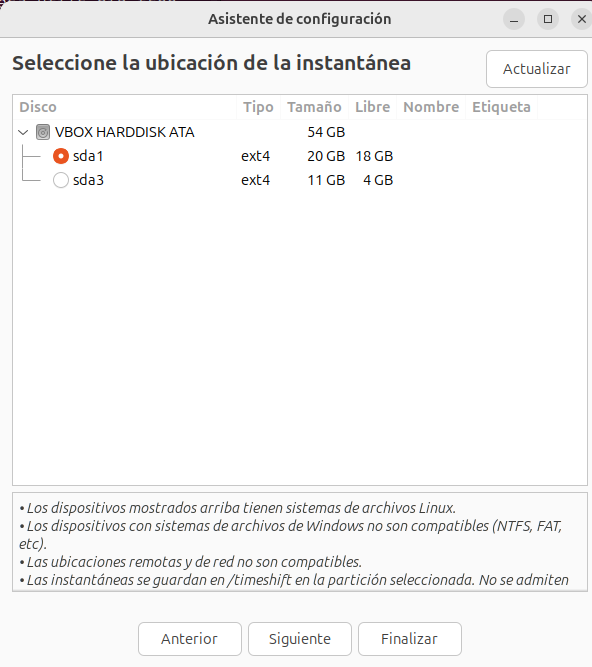 Asistente de configuración
Seleccione la ubicación de la instantánea
Actualizar
Disco Tipo Tamaño Libre Nombre Etiqueta
VBOX HARDDISK ATA 54 GB
sda1 ext4 20 GB 18 GB
sda3 ext4 11 GB 4 GB
• Los dispositivos mostrados arriba tienen sistemas de archivos Linux.
• Los dispositivos con sistemas de archivos de Windows no son compatibles (NTFS, FAT,
etc).
• Las ubicaciones remotas y de red no son compatibles.
• Las instantáneas se guardan en /timeshift en la partición seleccionada. No se admiten
Anterior Siguiente Finalizar